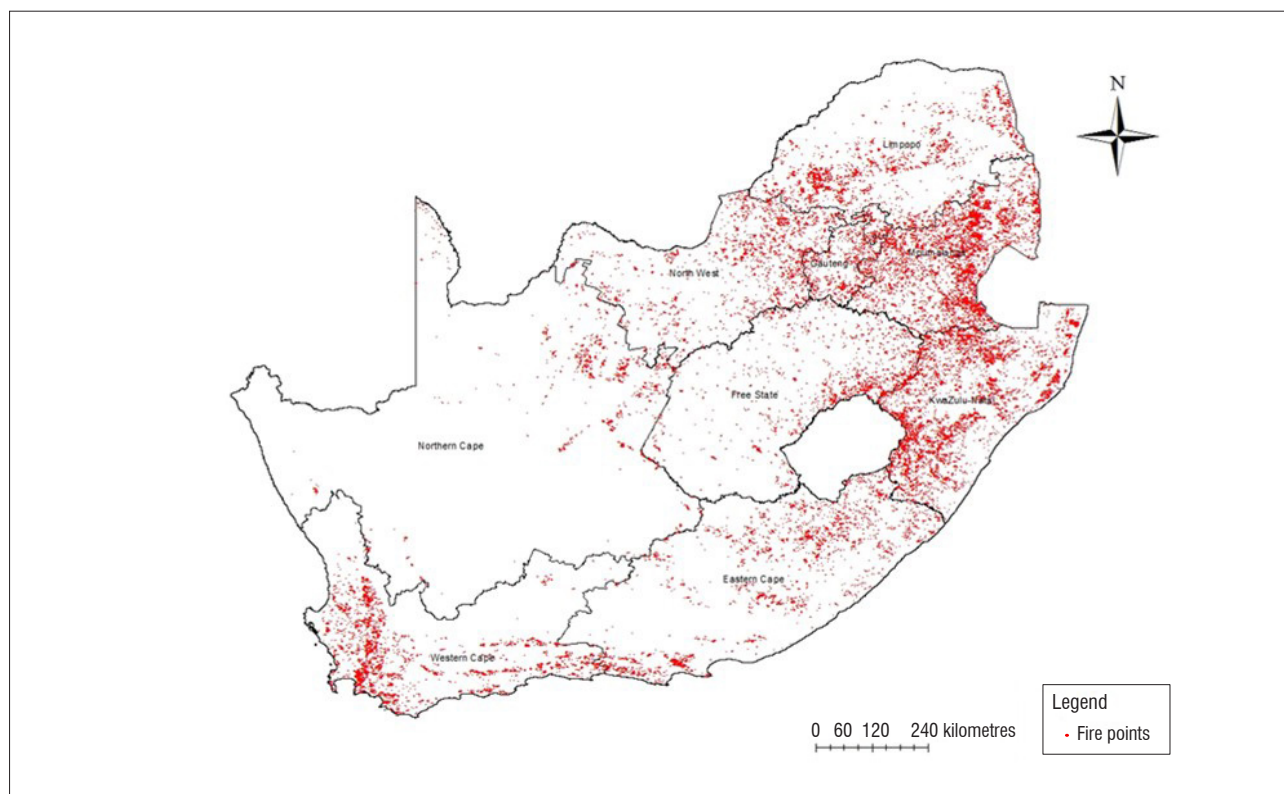 N
Limpopo
Mpumalanga
Gauteng
North West
Free State
KwaZulu-Natal
Northern Cape
Eastern Cape
Western Cape
Legend
Fire points
0 60 120 240 kilometres